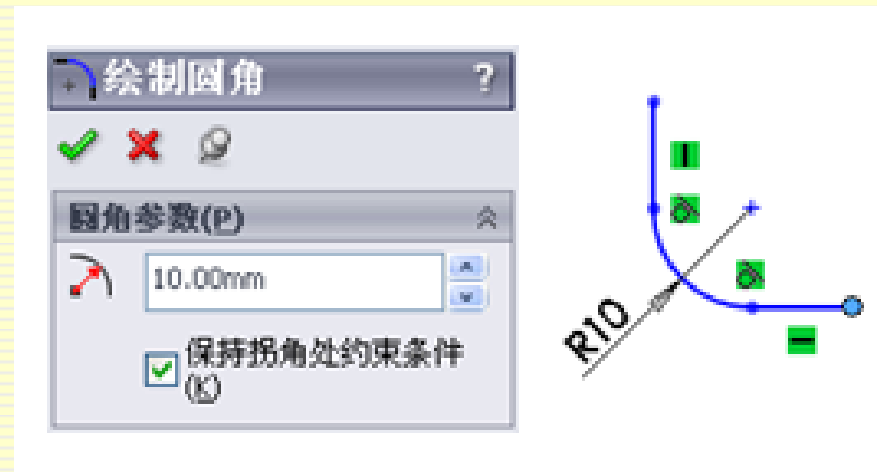 绘制圆角 ?
圆角参数(P)
10.00mm
保持拐角处约束条件
(K)
R10